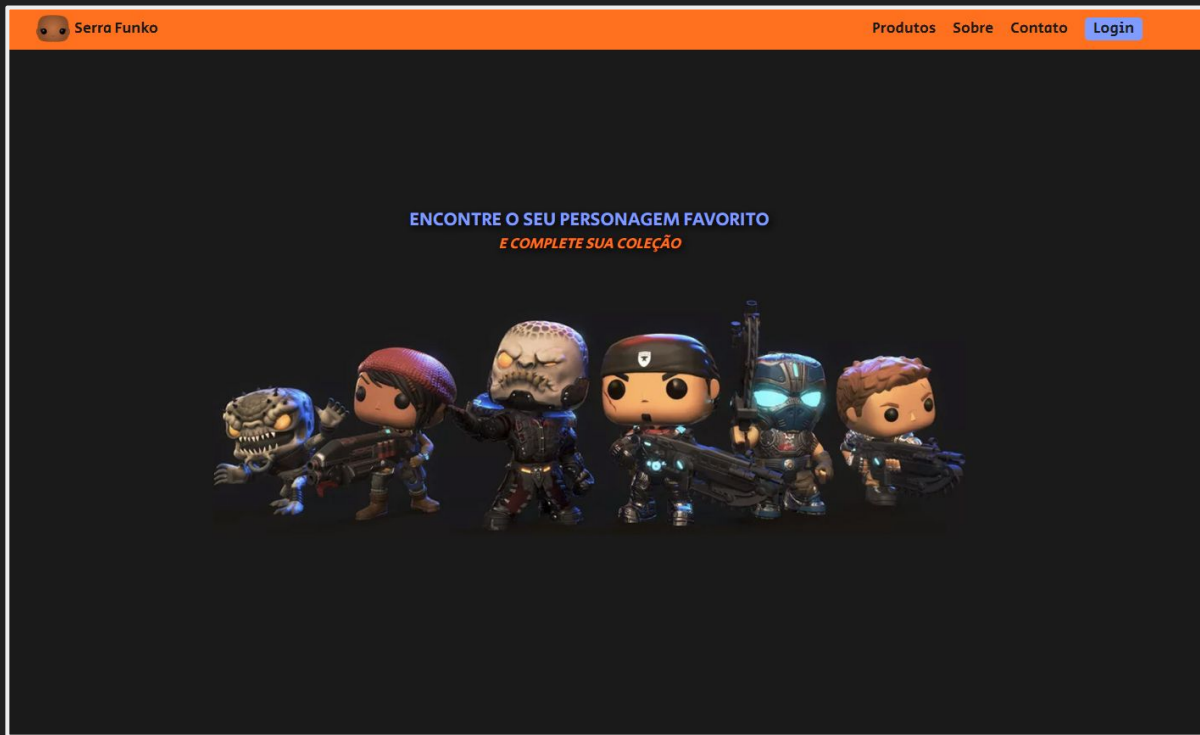 Serra Funko
Produtos
Sobre
Contato
Login
ENCONTRE O SEU PERSONAGEM FAVORITO
E COMPLETE SUA COLEÇÃO